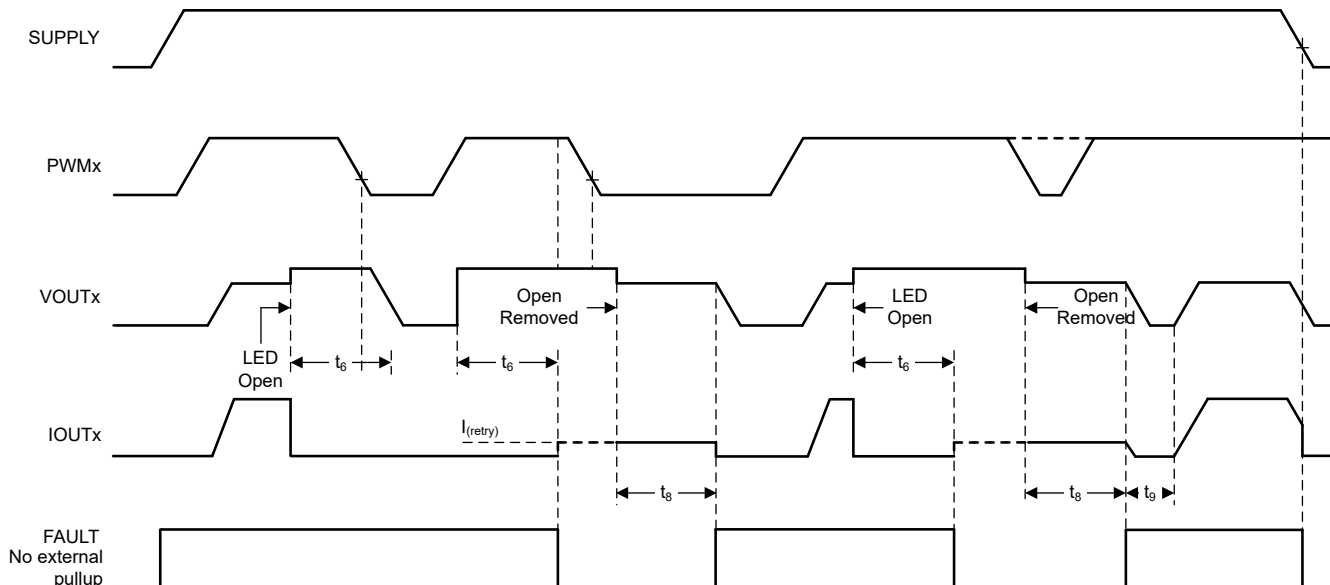 SUPPLY
PWMx
VOUTx
LED
Open
t6
t6
Open
Removed
LED
Open
t6
Open
Removed
IOUTx
I(retry)
t8
t8
t9
FAULT
No external
pullup